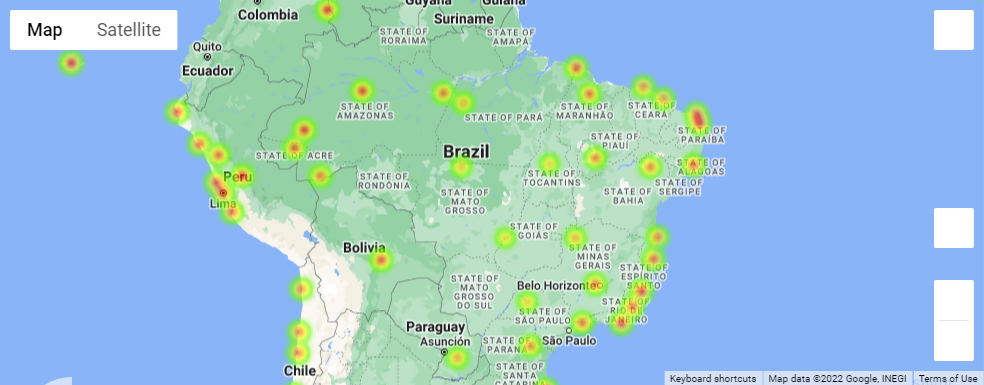 Map
Satellite
Colombia
Guyana
Guiana
Suriname
STATE OF
RORAIMA
STATE OF
AMAPÁ
Quito
Ecuador
STATE OF
AMAZONAS
STATE OF PARÁ
STATE OF
MARANHÃO
STATE OF
CEARÁ
STATE OF
PARAÍBA
STATE OF
PIAUÍ
Brazil
STATE OF ACRE
STATE OF
ALAGOAS
Peru
STATE OF
RONDÔNIA
STATE OF
TOCANTINS
STATE OF
SERGIPE
STATE OF
BAHIA
Lima
STATE OF
MATO
GROSSO
STATE OF
GOIÁS
Bolivia
STATE OF
MINAS
GERAIS
STATE OF
ESPÍRITO
SANTO
STATE OF
MATO
GROSSO
DO SUL
Belo Horizonte
STATE OF
RIO DE
JANEIRO
STATE OF
SÃO PAULO
Paraguay
Asunción
STATE OF
PARANÁ
São Paulo
Chile
STATE OF
SANTA
CATARINA
Keyboard shortcuts
Map data ©2022 Google, INEGI
Terms of Use